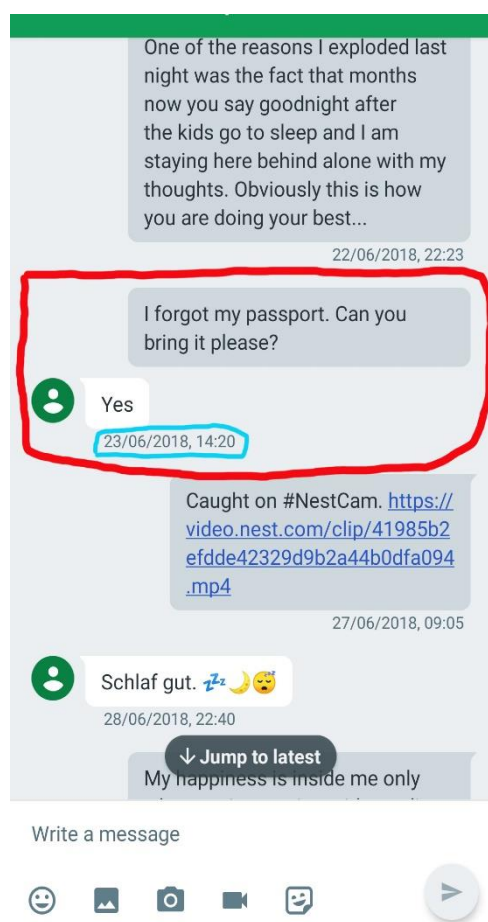 One of the reasons I exploded last
night was the fact that months
now you say goodnight after
the kids go to sleep and I am
staying here behind alone with my
thoughts. Obviously this is how
you are doing your best...
22/06/2018, 22:23
I forgot my passport. Can you
bring it please?
Yes
23/06/2018, 14:20
Caught on #NestCam. https://
video.nest.com/clip/41985b2
efdde42329d9b2a44b0dfa094
.mp4
27/06/2018, 09:05
Schlaf gut. 💤🌙😴
28/06/2018, 22:40
Jump to latest
My happiness is inside me only
Write a message